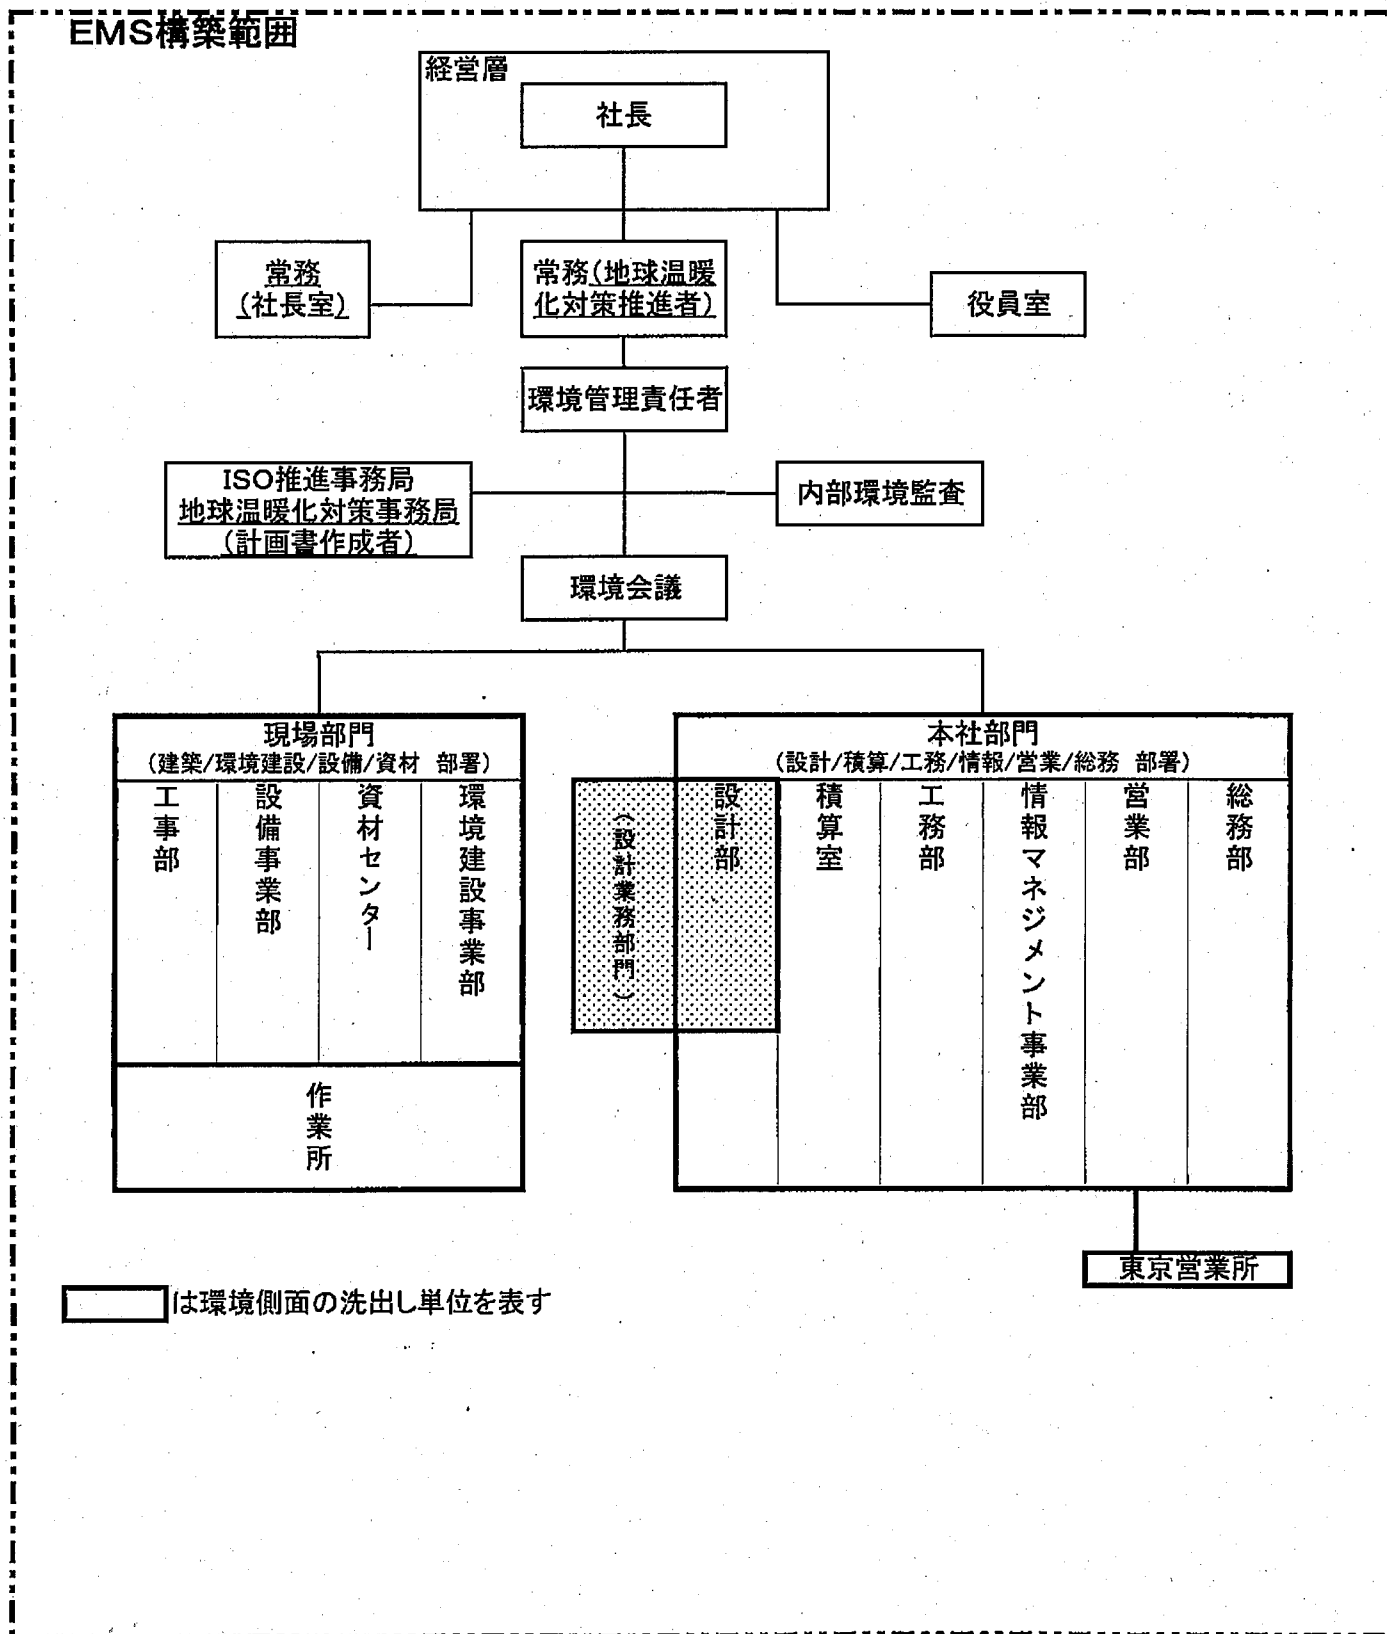 EMS構築範囲
経営層
社長
常務
(社長室)
常務(地球温暖
化対策推進者)
役員室
環境管理責任者
ISO推進事務局
地球温暖化対策事務局
(計画書作成者)
内部環境監査
環境会議
現場部門
(建築/環境建設/設備/資材 部署)
工事部
設備事業部
資材センター
環境建設事業部
作業所
本社部門
(設計/積算/工務/情報/営業/総務 部署)
(設計業務部門)
設計部
積算室
工務部
情報マネジメント事業部
営業部
総務部
東京営業所
は環境側面の洗出し単位を表す